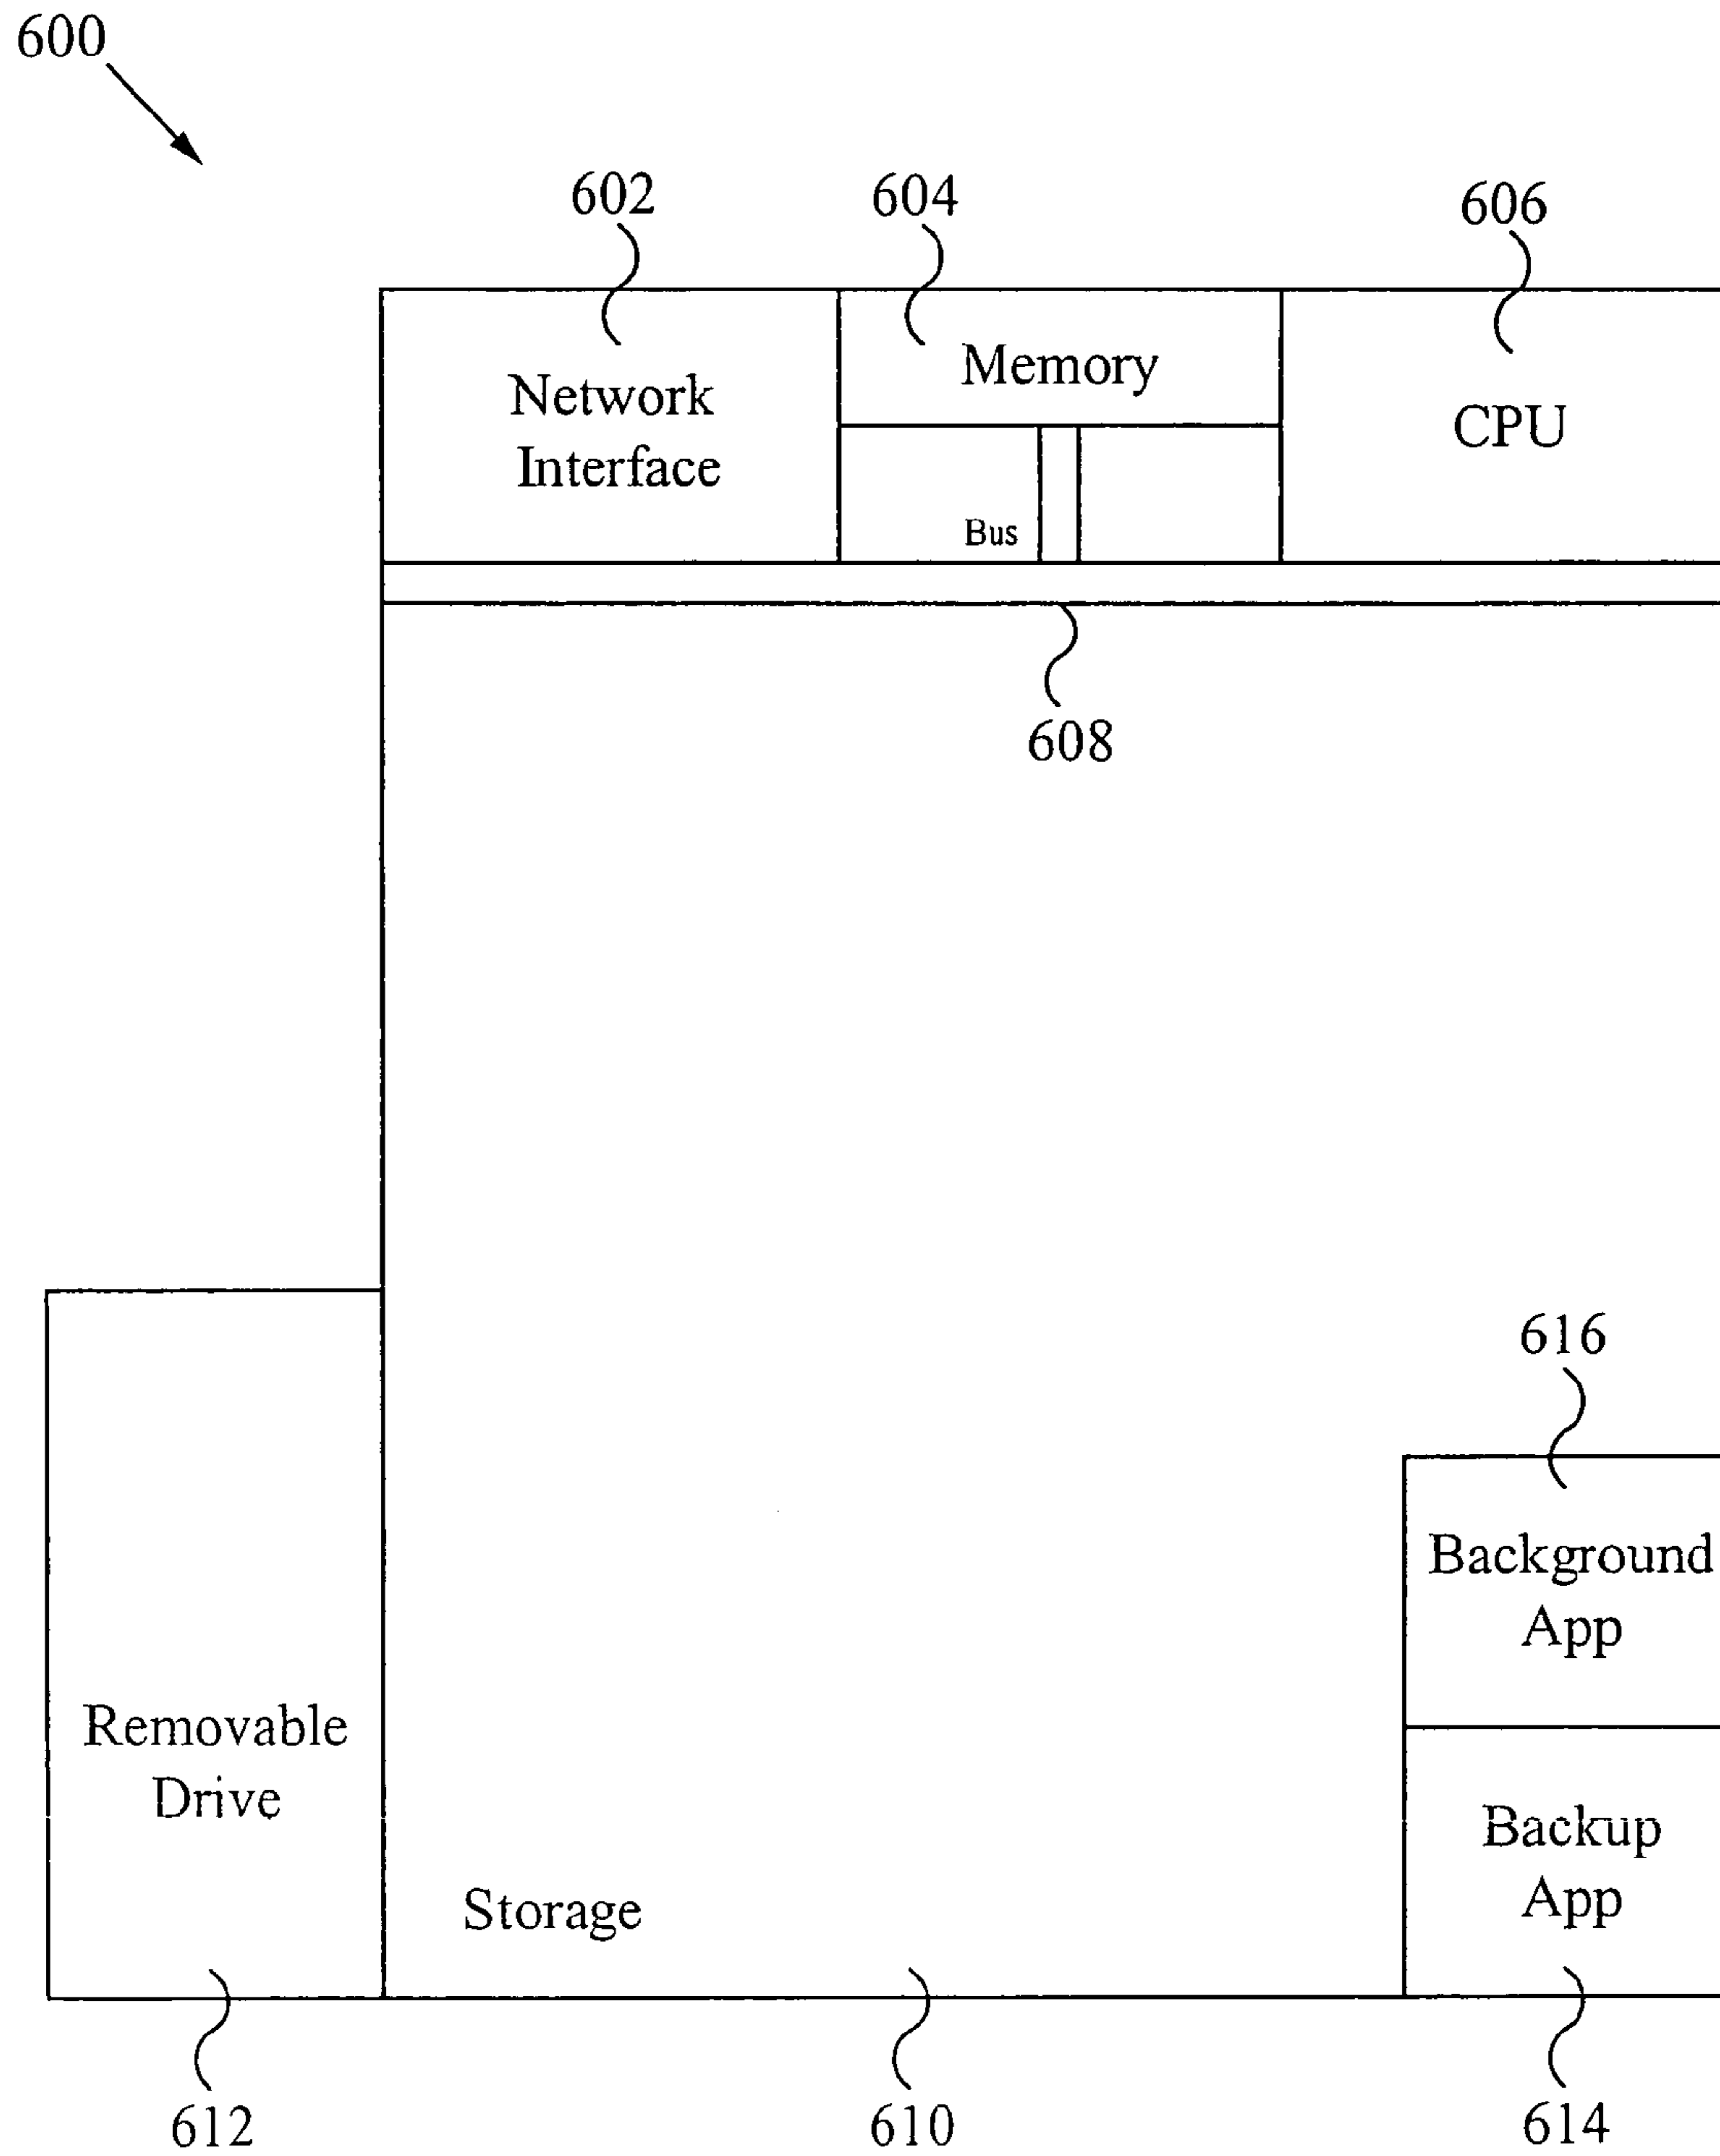 600
602
604
606
Network
Interface
Memory
CPU
Bus
608
616
Background
App
Removable
Drive
Backup
App
Storage
612
610
614